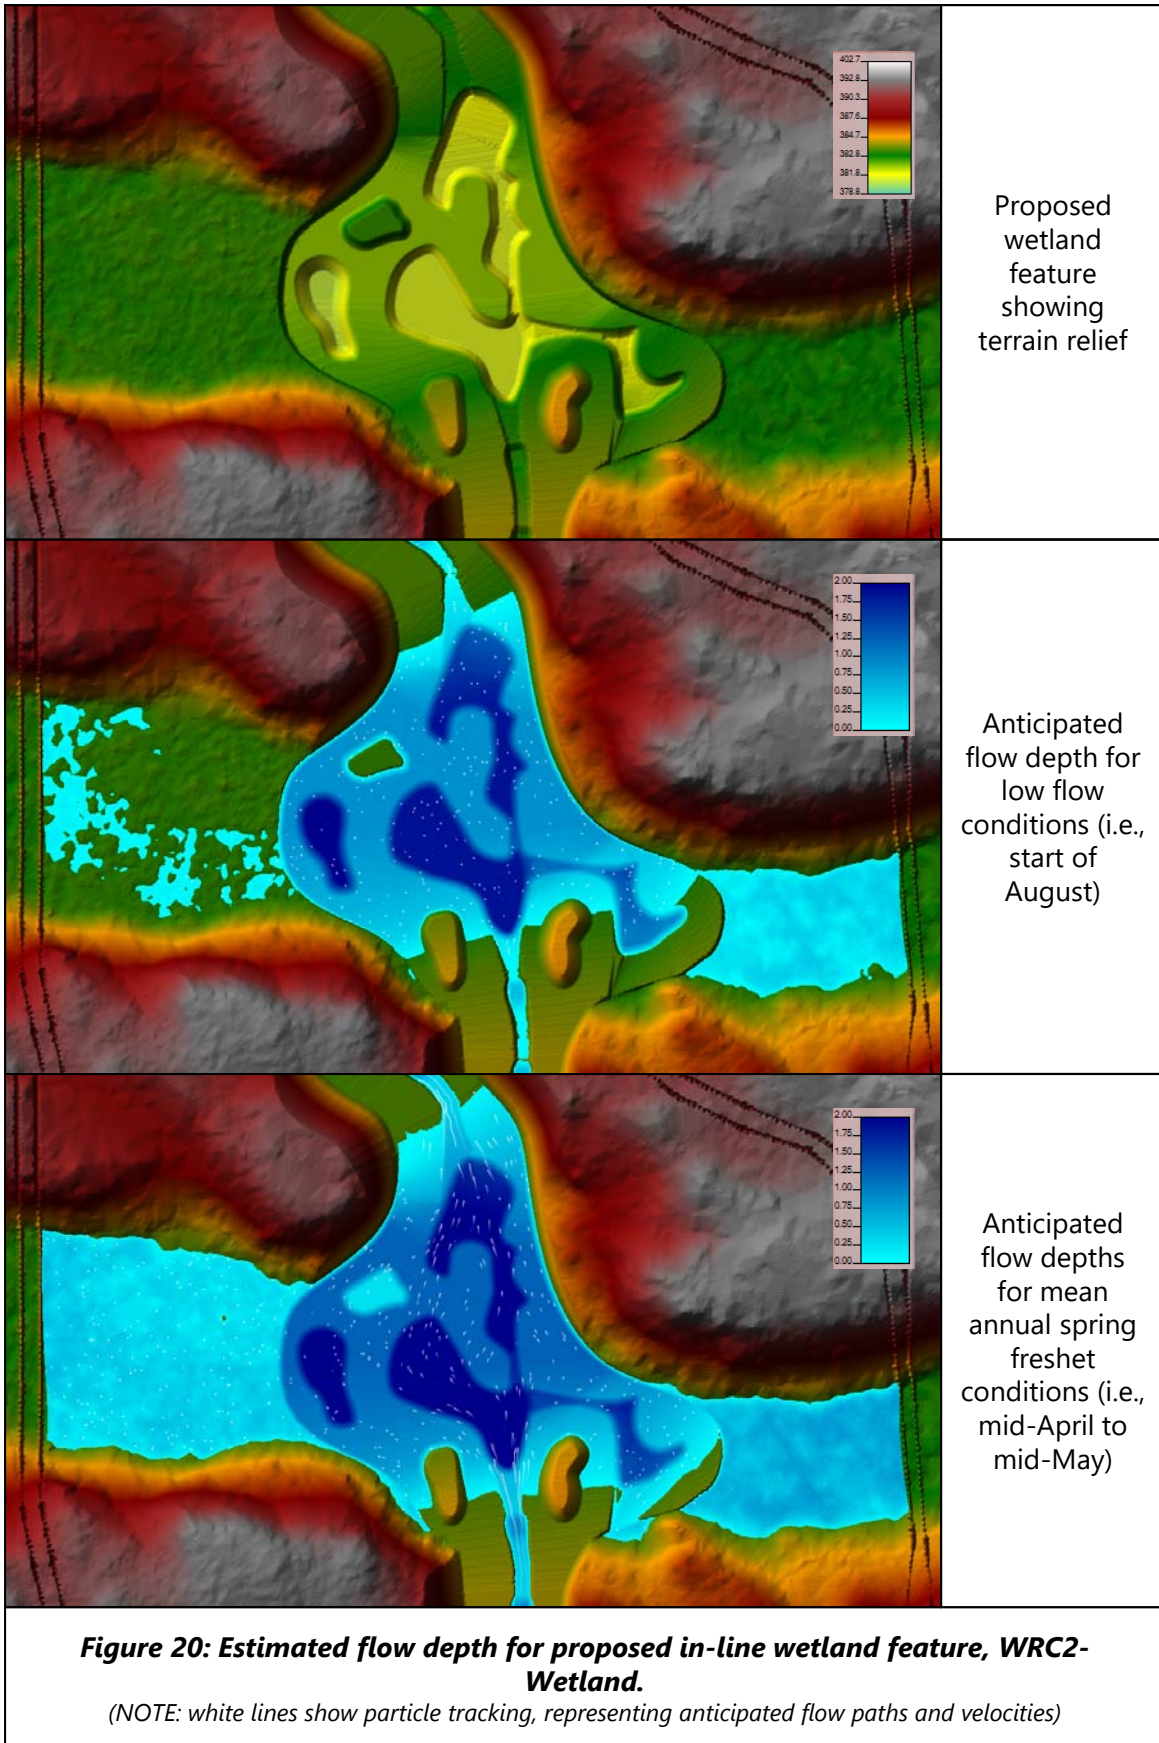 402.7
392.8
390.3
387.6
384.7
382.8
381.8
378.8
Proposed
wetland
feature
showing
terrain relief
2.00
1.75
1.50
1.25
1.00
0.75
0.50
0.25
0.00
Anticipated
flow depth for
low flow
conditions (i.e.,
start of
August)
2.00
1.75
1.50
1.25
1.00
0.75
0.50
0.25
0.00
Anticipated
flow depths
for mean
annual spring
freshet
conditions (i.e.,
mid-April to
mid-May)
Figure 20: Estimated flow depth for proposed in-line wetland feature, WRC2-
Wetland.
(NOTE: white lines show particle tracking, representing anticipated flow paths and velocities)